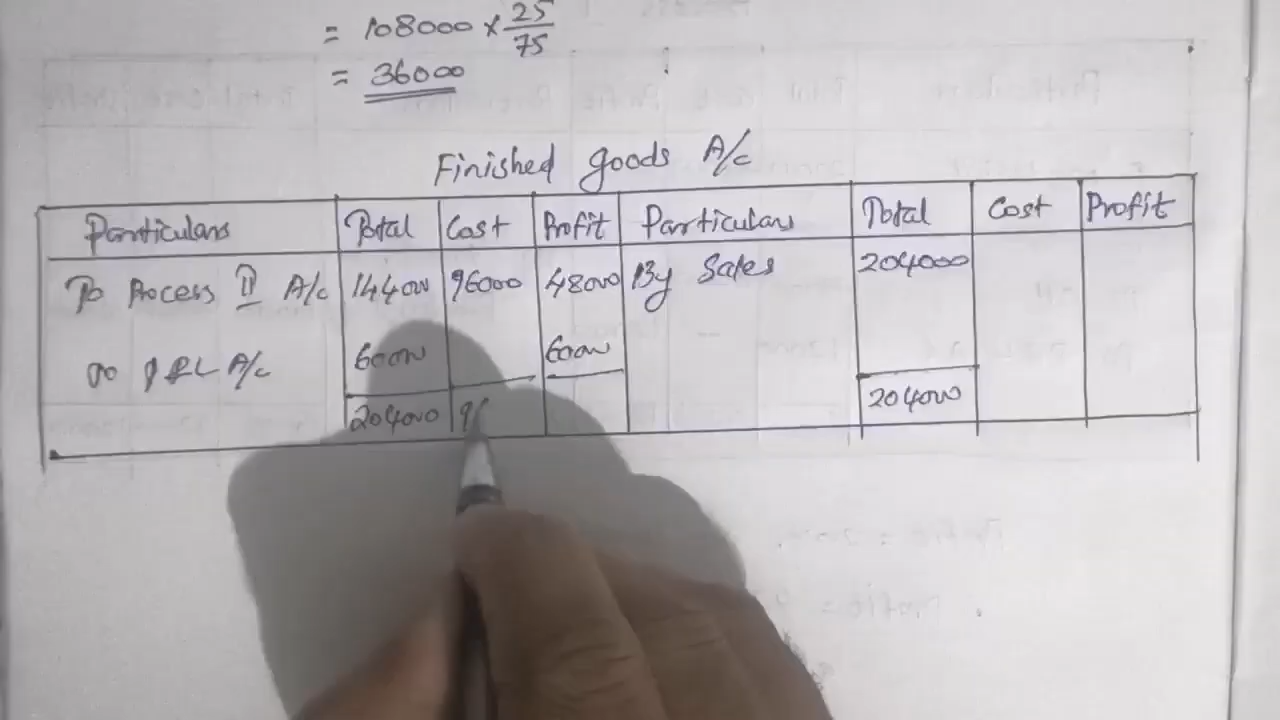 = 108000 × 25/75
= 36000
Finished goods A/c
Particulars Total Cost Profit Particulars Total Cost Profit
To Process II A/c 144000 96000 48000 By Sales 204000
To P&L A/c 60000 60000
204000 96 204000